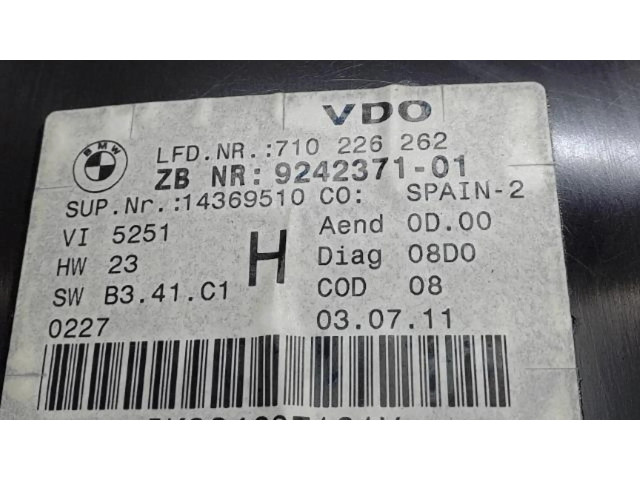 VDO
BMW
LFD.NR.:710 226 262
ZB NR: 9242371-01
SUP.Nr.:14369510 CO: SPAIN-2
VI 5251 Aend 0D.00
HW 23 H Diag 08D0
SW B3.41.C1 COD 08
0227 03.07.11